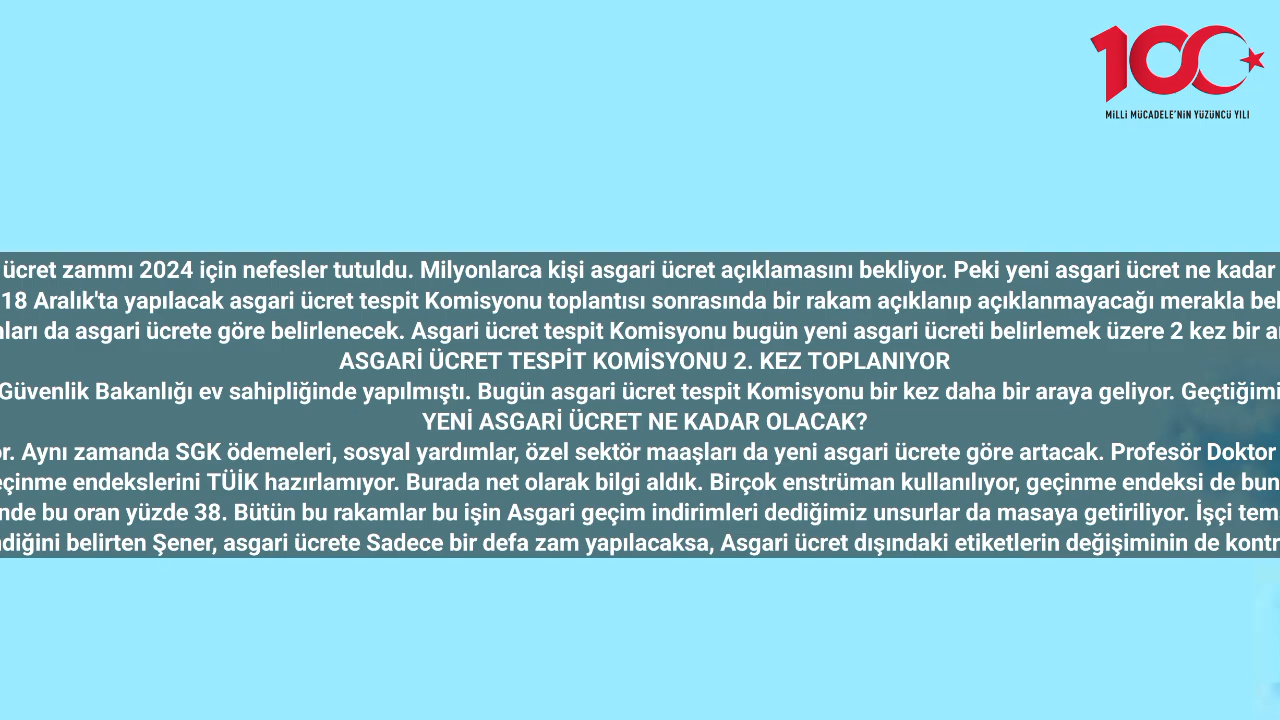 100
MİLLİ MÜCADELE'NİN YÜZÜNCÜ YILI
ücret zammı 2024 için nefesler tutuldu. Milyonlarca kişi asgari ücret açıklamasını bekliyor. Peki yeni asgari ücret ne kadar
18 Aralık'ta yapılacak asgari ücret tespit Komisyonu toplantısı sonrasında bir rakam açıklanıp açıklanmayacağı merakla bel
ları da asgari ücrete göre belirlenecek. Asgari ücret tespit Komisyonu bugün yeni asgari ücreti belirlemek üzere 2 kez bir a
ASGARİ ÜCRET TESPİT KOMİSYONU 2. KEZ TOPLANIYOR
Güvenlik Bakanlığı ev sahipliğinde yapılmıştı. Bugün asgari ücret tespit Komisyonu bir kez daha bir araya geliyor. Geçtiğimi
YENİ ASGARİ ÜCRET NE KADAR OLACAK?
or. Aynı zamanda SGK ödemeleri, sosyal yardımlar, özel sektör maaşları da yeni asgari ücrete göre artacak. Profesör Doktor
eçinme endekslerini TÜİK hazırlamıyor. Burada net olarak bilgi aldık. Birçok enstrüman kullanılıyor, geçinme endeksi de bun
nde bu oran yüzde 38. Bütün bu rakamlar bu işin Asgari geçim indirimleri dediğimiz unsurlar da masaya getiriliyor. İşçi tem
diğini belirten Şener, asgari ücrete Sadece bir defa zam yapılacaksa, Asgari ücret dışındaki etiketlerin değişiminin de kontr